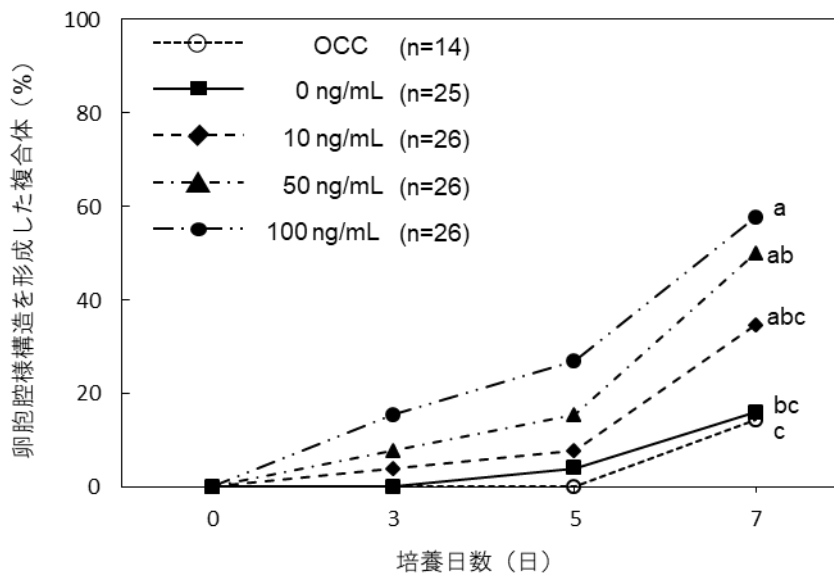 卵胞腔様構造を形成した複合体（%）
100
80
60
40
20
0
OCC (n=14)
0 ng/mL (n=25)
10 ng/mL (n=26)
50 ng/mL (n=26)
100 ng/mL (n=26)
a
ab
abc
bc
c
0 3 5 7
培養日数（日）